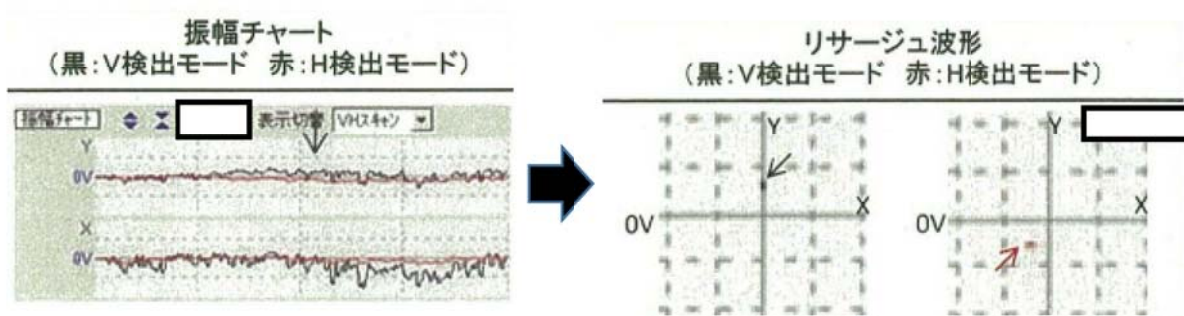 振幅チャート
（黒：V検出モード　赤：H検出モード）
振幅ﾁｬｰﾄ
表示切替
VHｽｷｬﾝ
Y
0V
X
0V
リサージュ波形
（黒：V検出モード　赤：H検出モード）
Y
X
0V
Y
X
0V